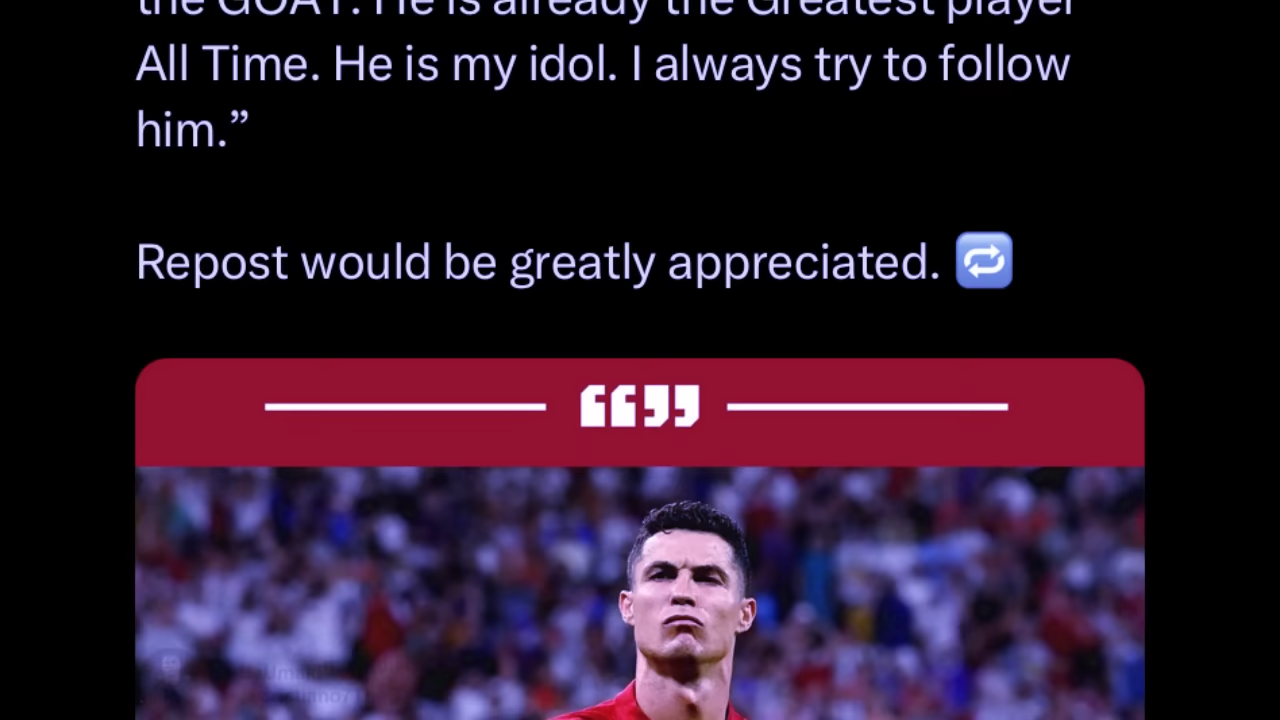 the GOAT. He is already the Greatest player
All Time. He is my idol. I always try to follow
him.”
Repost would be greatly appreciated. 🔁
❝❞